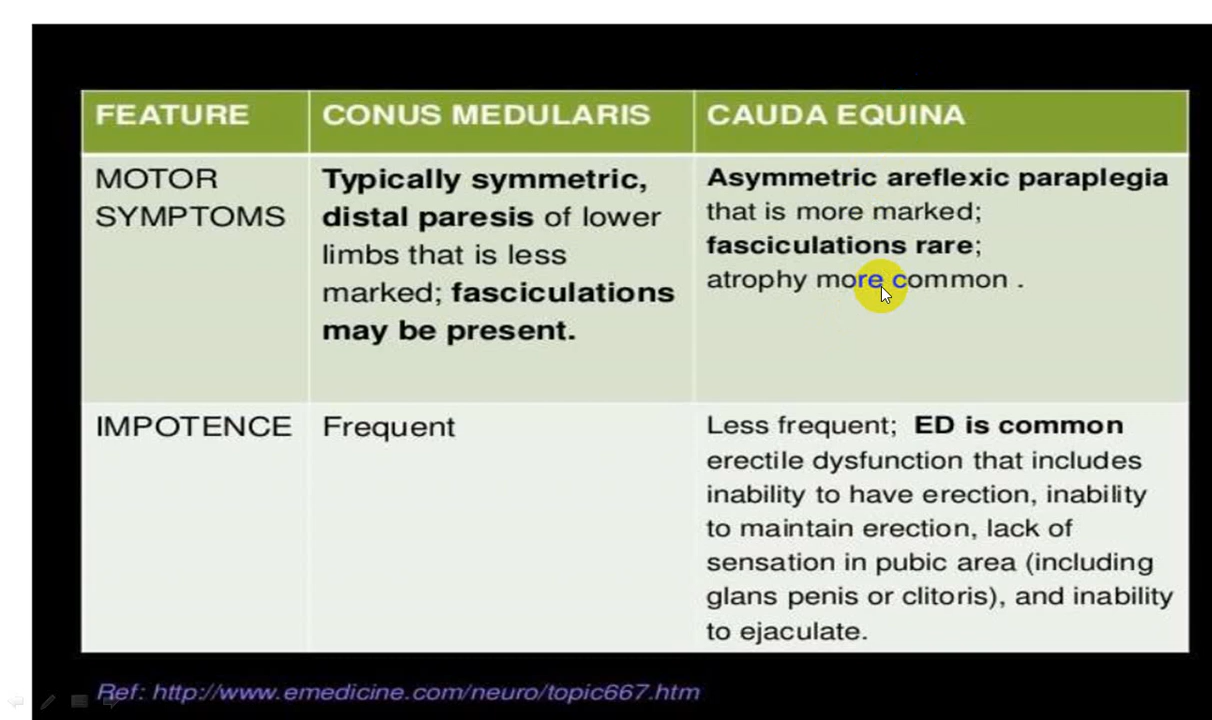 FEATURE
CONUS MEDULARIS
CAUDA EQUINA
MOTOR
SYMPTOMS
Typically symmetric,
distal paresis of lower
limbs that is less
marked; fasciculations
may be present.
Asymmetric areflexic paraplegia
that is more marked;
fasciculations rare;
atrophy more common .
IMPOTENCE
Frequent
Less frequent; ED is common
erectile dysfunction that includes
inability to have erection, inability
to maintain erection, lack of
sensation in pubic area (including
glans penis or clitoris), and inability
to ejaculate.
Ref: http://www.emedicine.com/neuro/topic667.htm